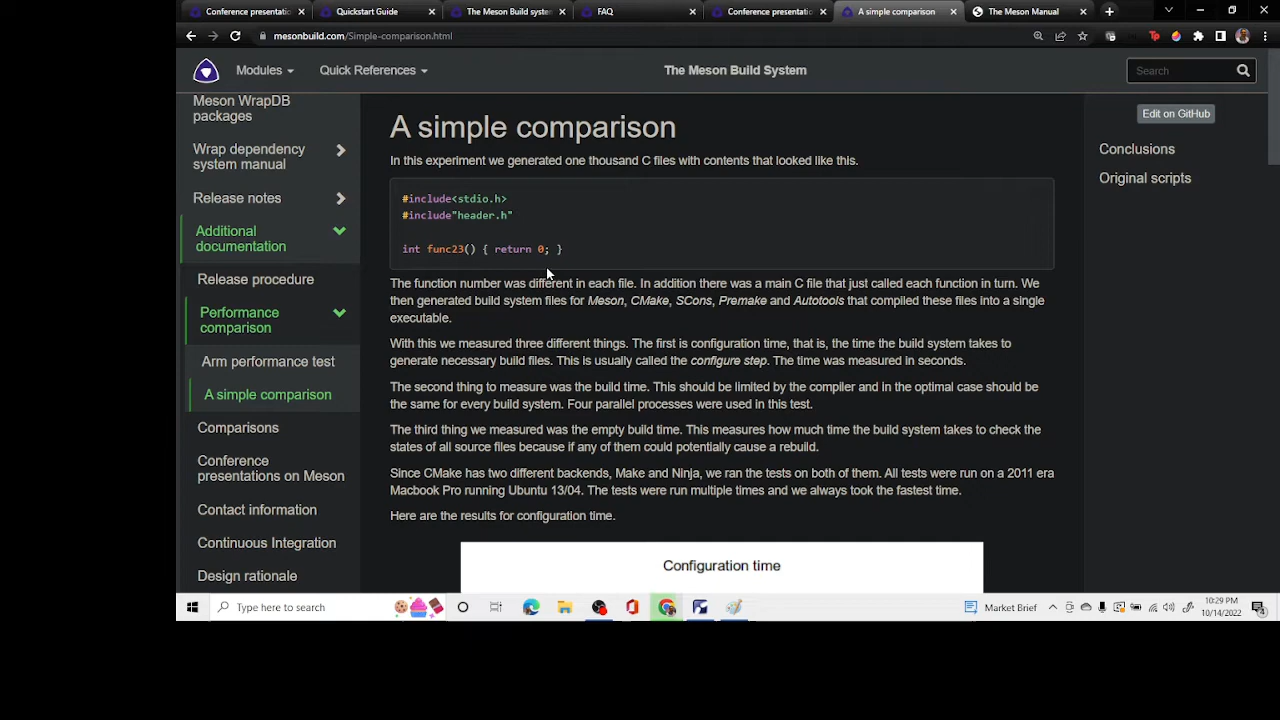 Conference presentatio
Quickstart Guide
The Meson Build syste
FAQ
Conference presentatio
A simple comparison
The Meson Manual
mesonbuild.com/Simple-comparison.html
Modules
Quick References
The Meson Build System
Search
Meson WrapDB
packages
Wrap dependency
system manual
Release notes
Additional
documentation
Release procedure
Performance
comparison
Arm performance test
A simple comparison
Comparisons
Conference
presentations on Meson
Contact information
Continuous Integration
Design rationale
A simple comparison
In this experiment we generated one thousand C files with contents that looked like this.
#include<stdio.h>
#include"header.h"
int func23() { return 0; }
The function number was different in each file. In addition there was a main C file that just called each function in turn. We
then generated build system files for Meson, CMake, SCons, Premake and Autotools that compiled these files into a single
executable.
With this we measured three different things. The first is configuration time, that is, the time the build system takes to
generate necessary build files. This is usually called the configure step. The time was measured in seconds.
The second thing to measure was the build time. This should be limited by the compiler and in the optimal case should be
the same for every build system. Four parallel processes were used in this test.
The third thing we measured was the empty build time. This measures how much time the build system takes to check the
states of all source files because if any of them could potentially cause a rebuild.
Since CMake has two different backends, Make and Ninja, we ran the tests on both of them. All tests were run on a 2011 era
Macbook Pro running Ubuntu 13/04. The tests were run multiple times and we always took the fastest time.
Here are the results for configuration time.
Configuration time
Edit on GitHub
Conclusions
Original scripts
Type here to search
Market Brief
10:29 PM
10/14/2022